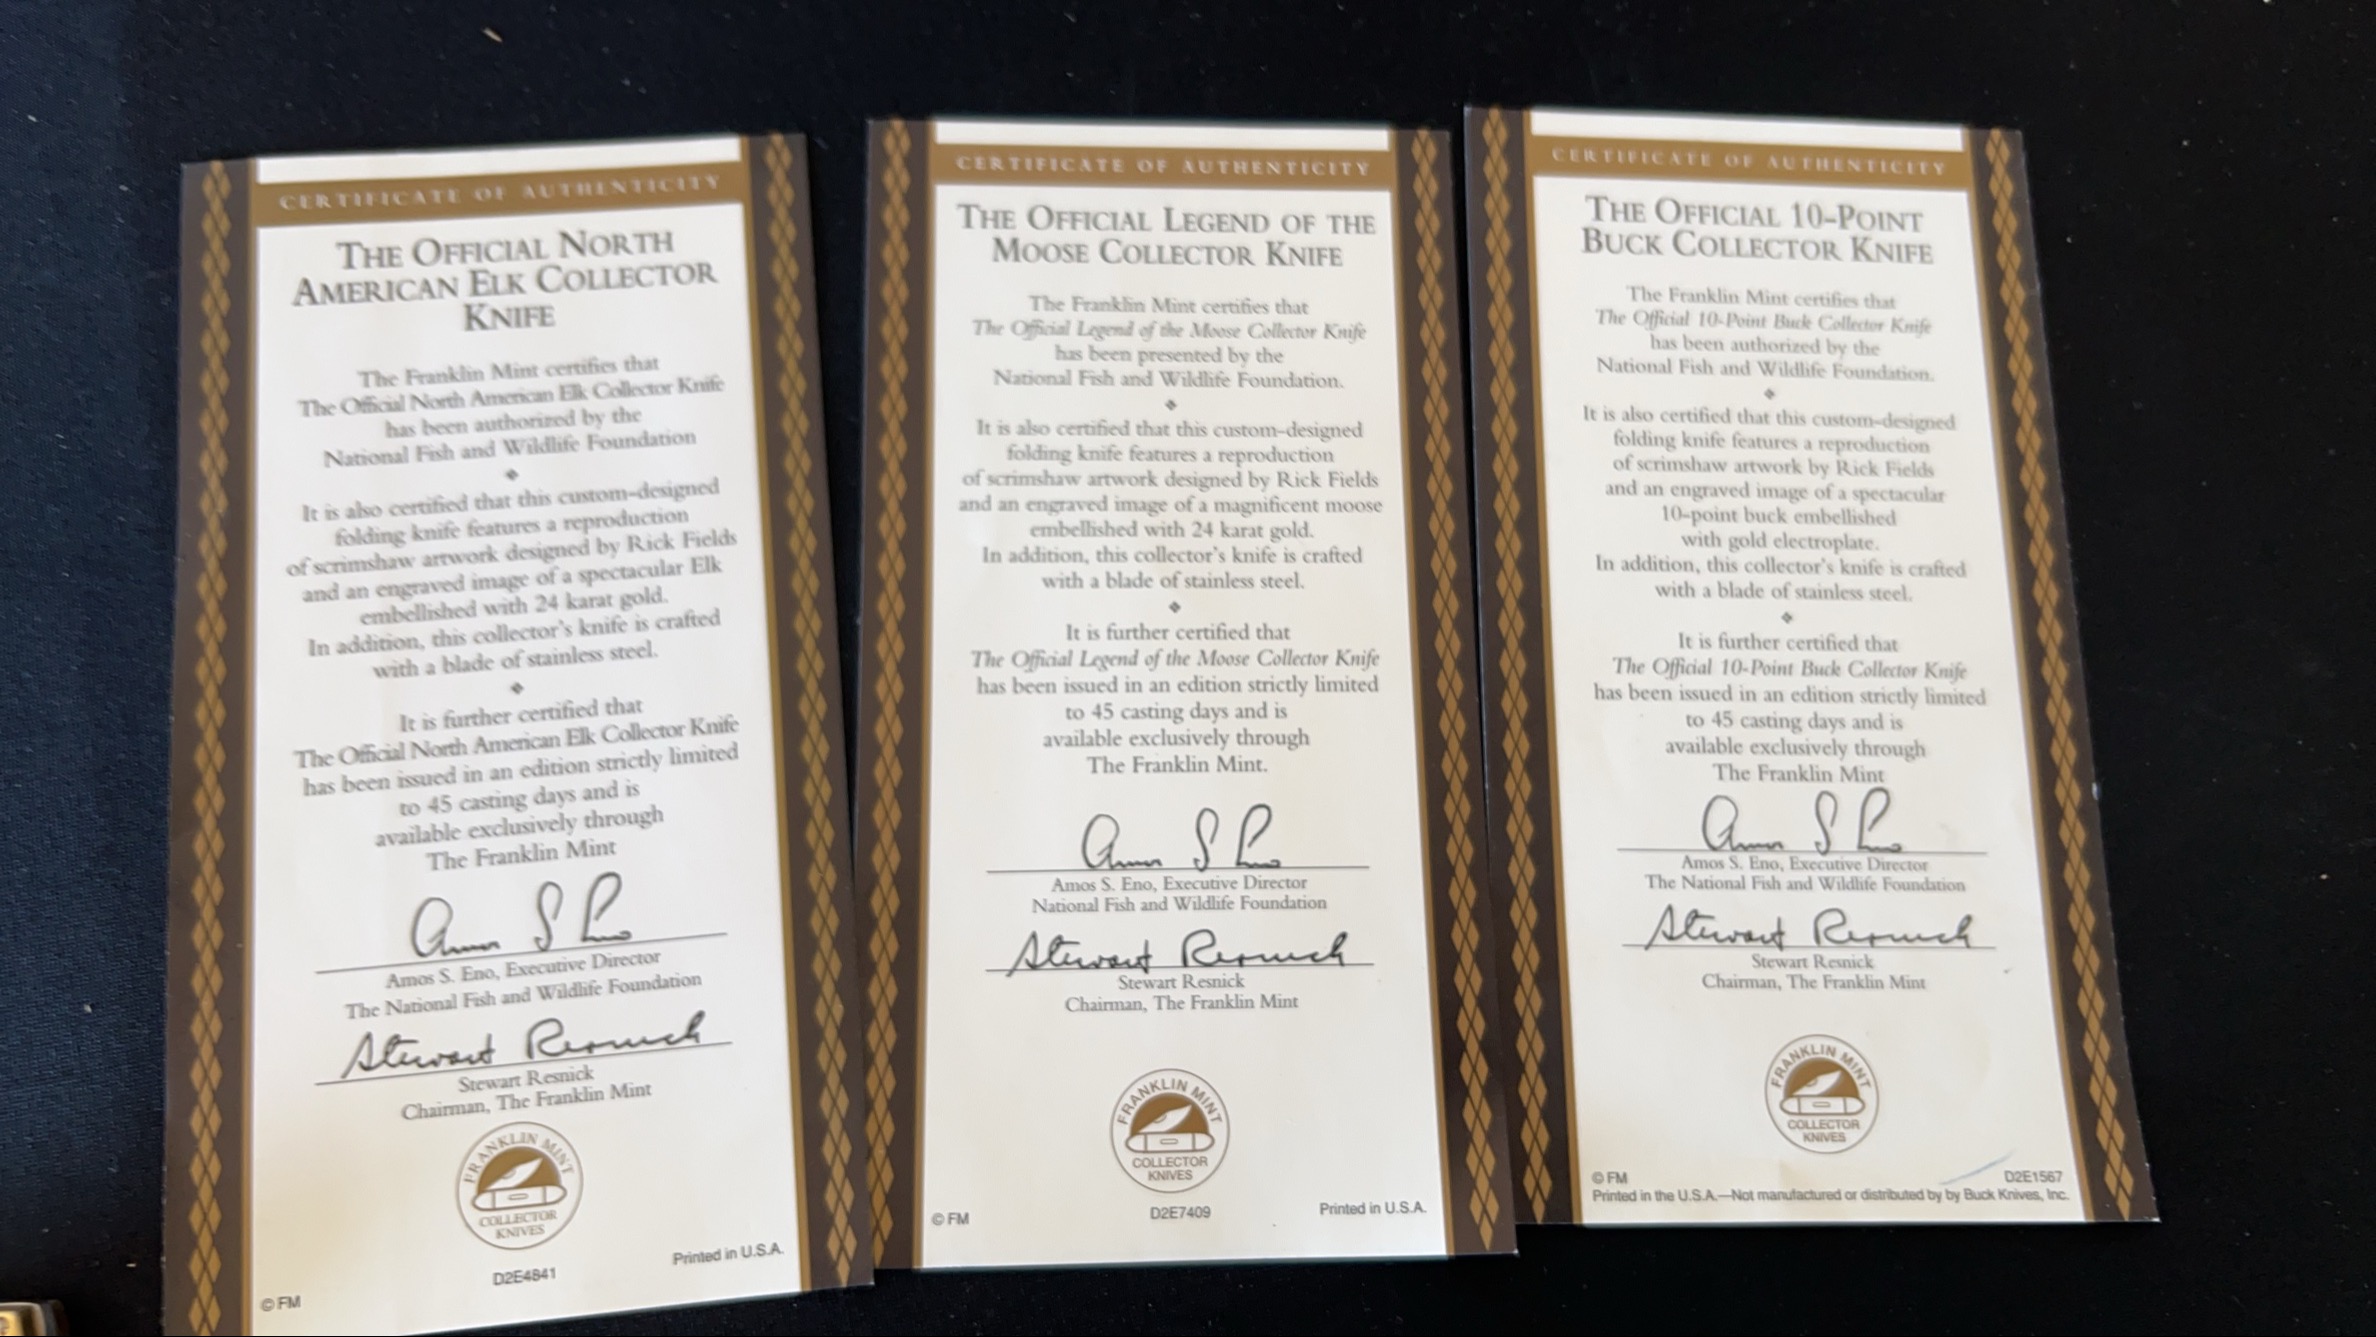 CERTIFICATE OF AUTHENTICITY
THE OFFICIAL NORTH
AMERICAN ELK COLLECTOR
KNIFE
The Franklin Mint certifies that
The Official North American Elk Collector Knife
has been authorized by the
National Fish and Wildlife Foundation
It is also certified that this custom-designed
folding knife features a reproduction
of scrimshaw artwork designed by Rick Fields
and an engraved image of a spectacular Elk
embellished with 24 karat gold.
In addition, this collector's knife is crafted
with a blade of stainless steel.
It is further certified that
The Official North American Elk Collector Knife
has been issued in an edition strictly limited
to 45 casting days and is
available exclusively through
The Franklin Mint
Amos S. Eno, Executive Director
The National Fish and Wildlife Foundation
Stewart Resnick
Stewart Resnick
Chairman, The Franklin Mint
FRANKLIN MINT
COLLECTOR
KNIVES
Printed in U.S.A.
D2E4841
© FM
CERTIFICATE OF AUTHENTICITY
THE OFFICIAL LEGEND OF THE
MOOSE COLLECTOR KNIFE
The Franklin Mint certifies that
The Official Legend of the Moose Collector Knife
has been presented by the
National Fish and Wildlife Foundation.
It is also certified that this custom-designed
folding knife features a reproduction
of scrimshaw artwork designed by Rick Fields
and an engraved image of a magnificent moose
embellished with 24 karat gold.
In addition, this collector's knife is crafted
with a blade of stainless steel.
It is further certified that
The Official Legend of the Moose Collector Knife
has been issued in an edition strictly limited
to 45 casting days and is
available exclusively through
The Franklin Mint.
Amos S. Eno, Executive Director
National Fish and Wildlife Foundation
Stewart Resnick
Stewart Resnick
Chairman, The Franklin Mint
FRANKLIN MINT
COLLECTOR
KNIVES
© FM D2E7409 Printed in U.S.A.
CERTIFICATE OF AUTHENTICITY
THE OFFICIAL 10-POINT
BUCK COLLECTOR KNIFE
The Franklin Mint certifies that
The Official 10-Point Buck Collector Knife
has been authorized by the
National Fish and Wildlife Foundation.
It is also certified that this custom-designed
folding knife features a reproduction
of scrimshaw artwork by Rick Fields
and an engraved image of a spectacular
10-point buck embellished
with gold electroplate.
In addition, this collector's knife is crafted
with a blade of stainless steel.
It is further certified that
The Official 10-Point Buck Collector Knife
has been issued in an edition strictly limited
to 45 casting days and is
available exclusively through
The Franklin Mint
Amos S. Eno, Executive Director
The National Fish and Wildlife Foundation
Stewart Resnick
Stewart Resnick
Chairman, The Franklin Mint
FRANKLIN MINT
COLLECTOR
KNIVES
© FM D2E1567
Printed in the U.S.A.—Not manufactured or distributed by by Buck Knives, Inc.